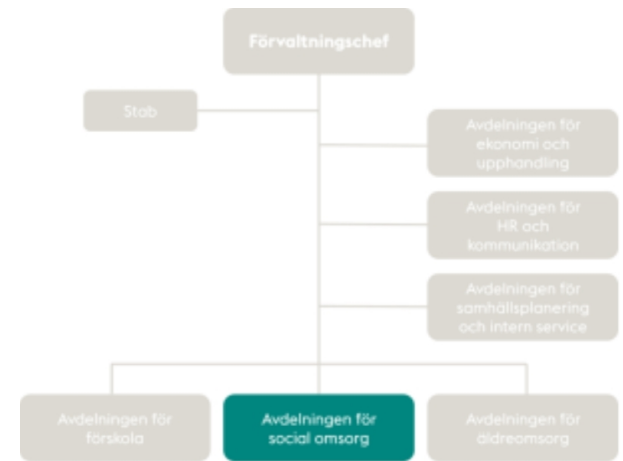 Förvaltningschef
Stab
Avdelningen för
ekonomi och
upphandling
Avdelningen för
HR och
kommunikation
Avdelningen för
samhällsplanering
och intern service
Avdelningen för
förskola
Avdelningen för
social omsorg
Avdelningen för
äldreomsorg